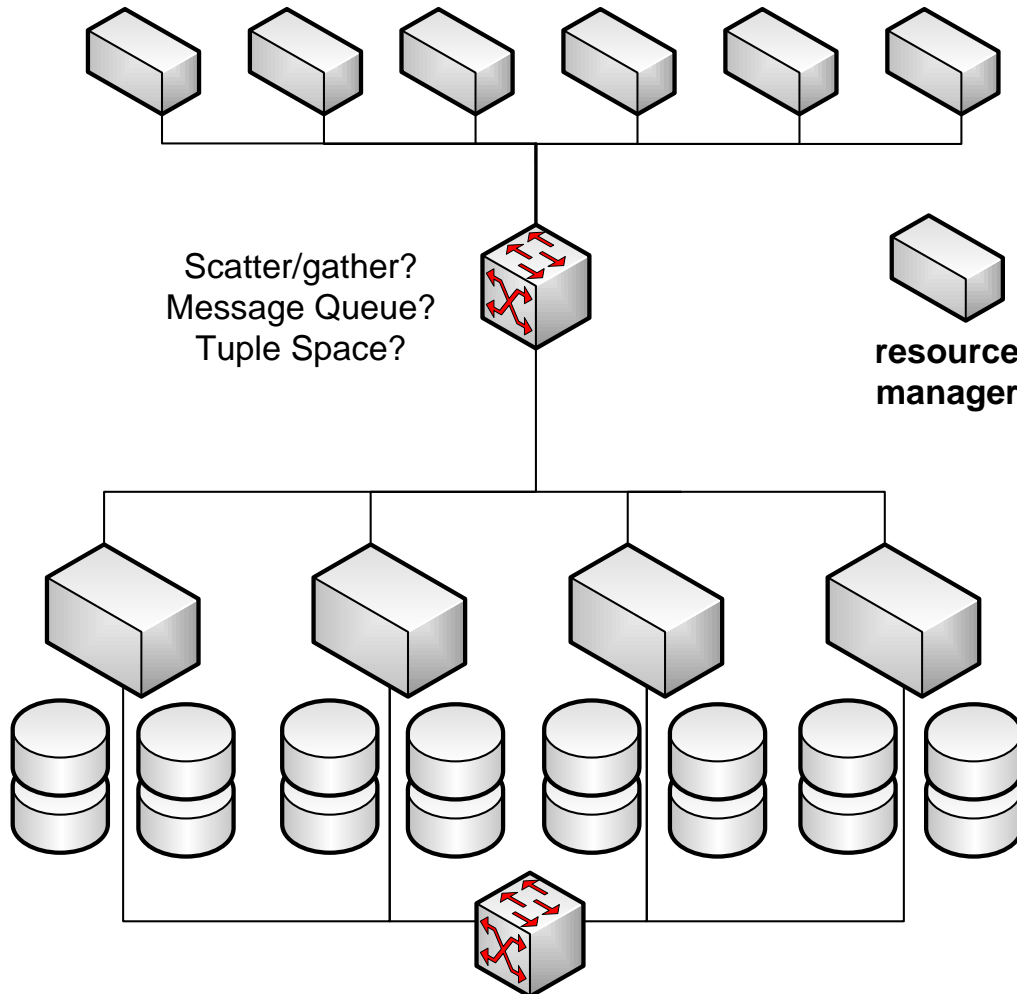 Scatter/gather?
Message Queue?
Tuple Space?
resource
manager